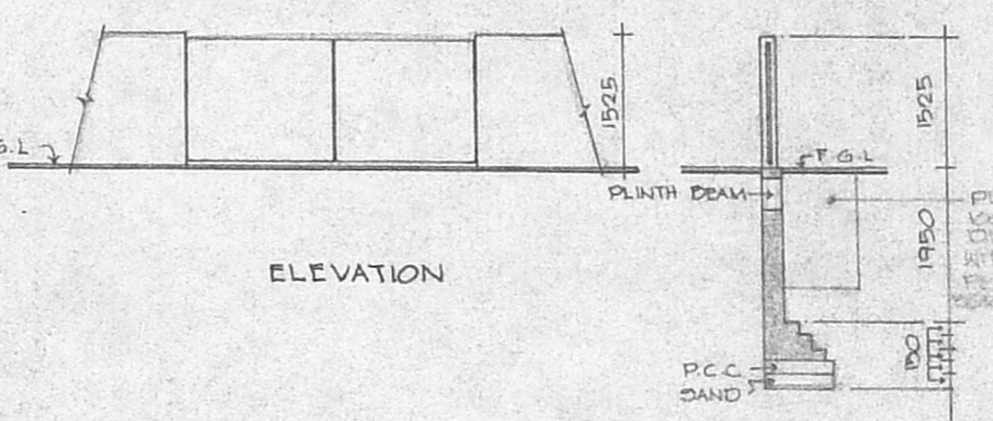 G.L
1525
ELEVATION
F.G.L
PLINTH BEAM
1525
1950
150
P.C.C.
SAND